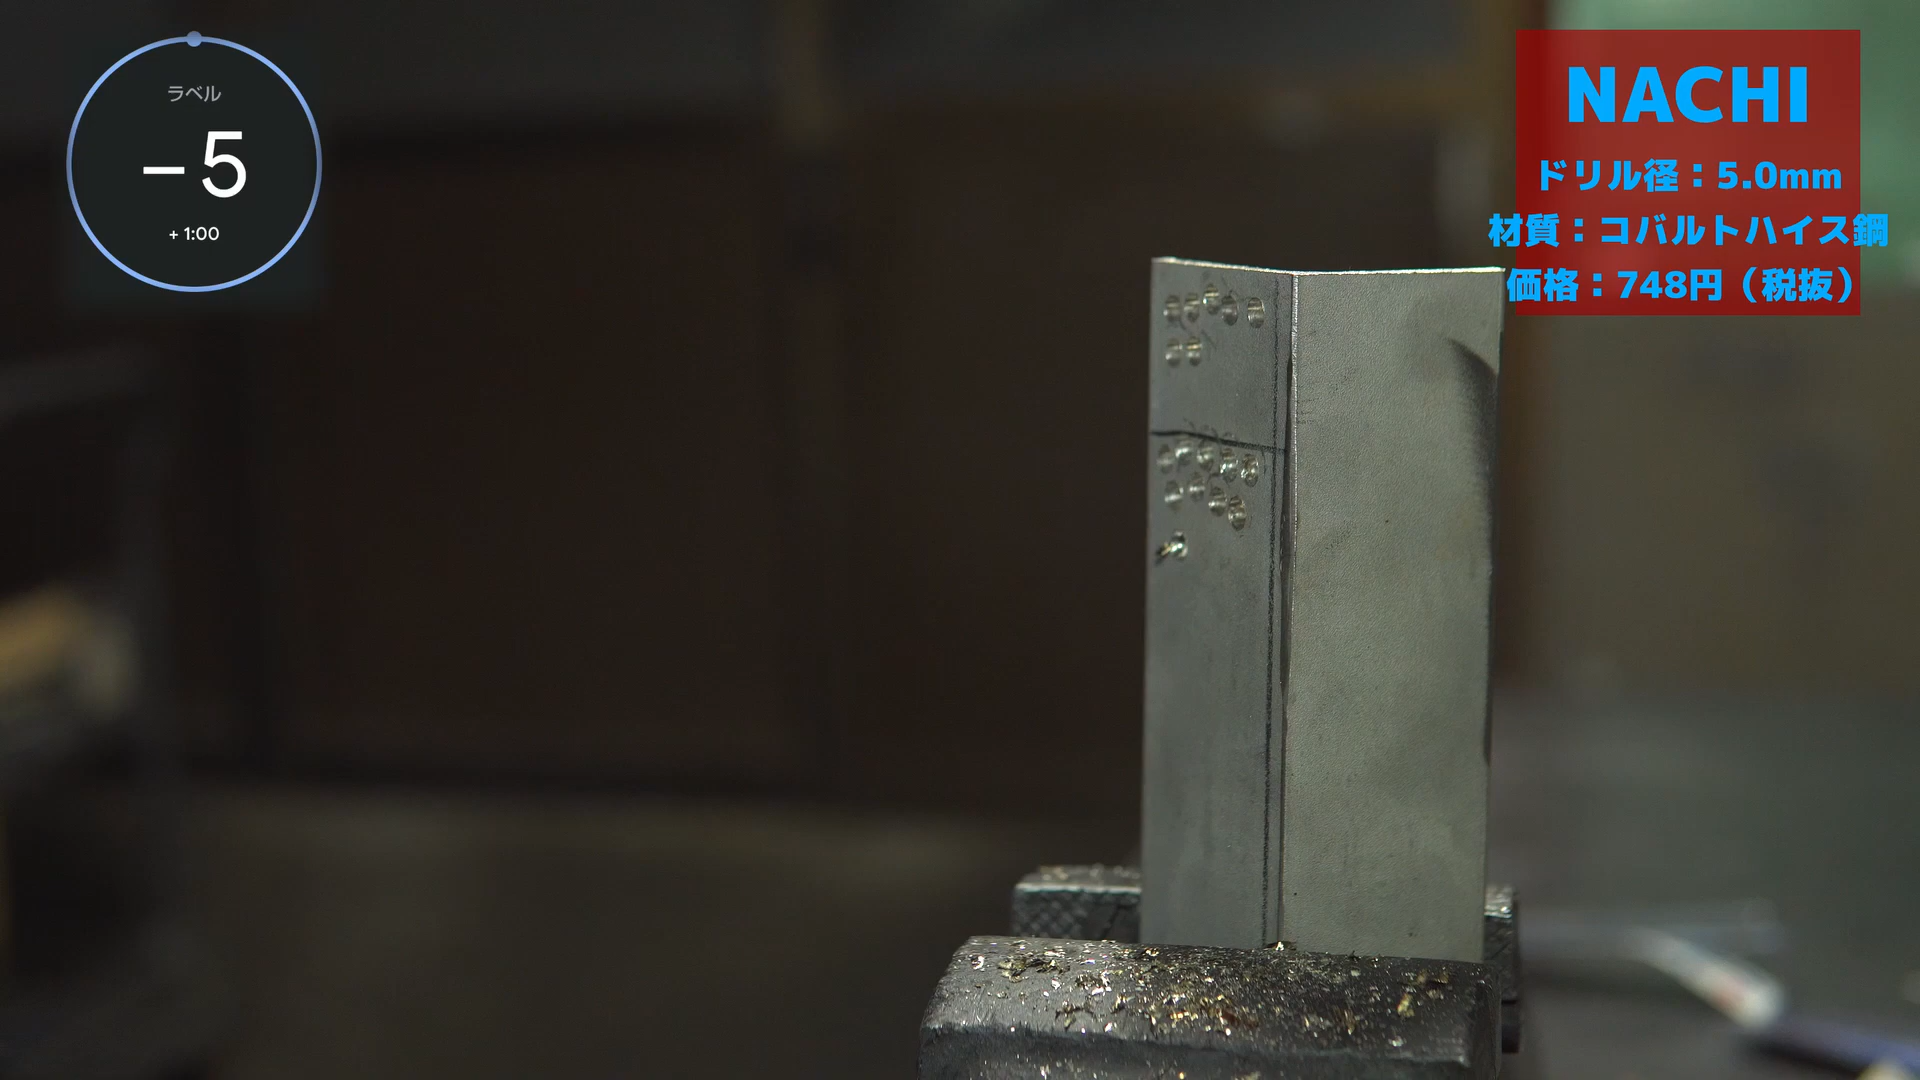 ラベル
−5
+ 1:00
NACHI
ドリル径：5.0mm
材質：コバルトハイス鋼
価格：748円（税抜）